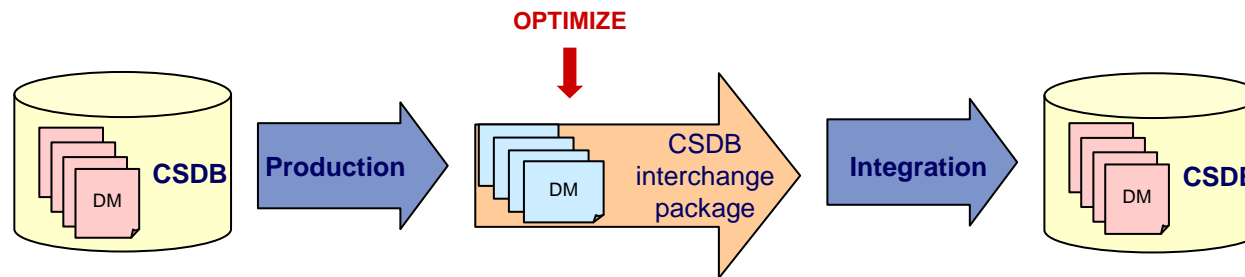 OPTIMIZE
CSDB
DM
Production
DM
CSDB
interchange
package
Integration
DM
CSDB